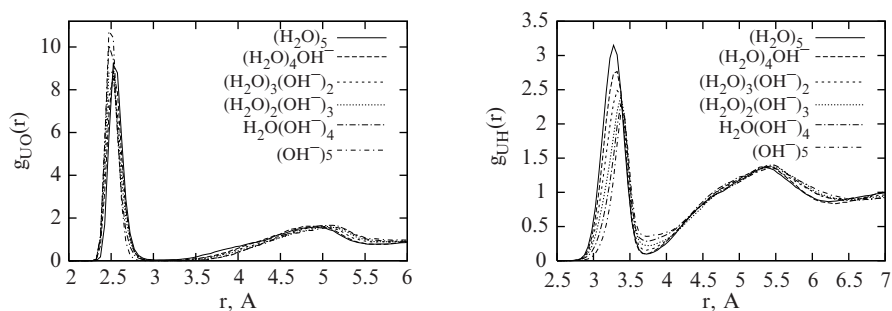 10
8
6
4
2
0
g_UO(r)
(H₂O)₅
(H₂O)₄OH⁻
(H₂O)₃(OH⁻)₂
(H₂O)₂(OH⁻)₃
H₂O(OH⁻)₄
(OH⁻)₅
2 2.5 3 3.5 4 4.5 5 5.5 6
r, A
3.5
3
2.5
2
1.5
1
0.5
0
g_UH(r)
(H₂O)₅
(H₂O)₄OH⁻
(H₂O)₃(OH⁻)₂
(H₂O)₂(OH⁻)₃
H₂O(OH⁻)₄
(OH⁻)₅
2.5 3 3.5 4 4.5 5 5.5 6 6.5 7
r, A